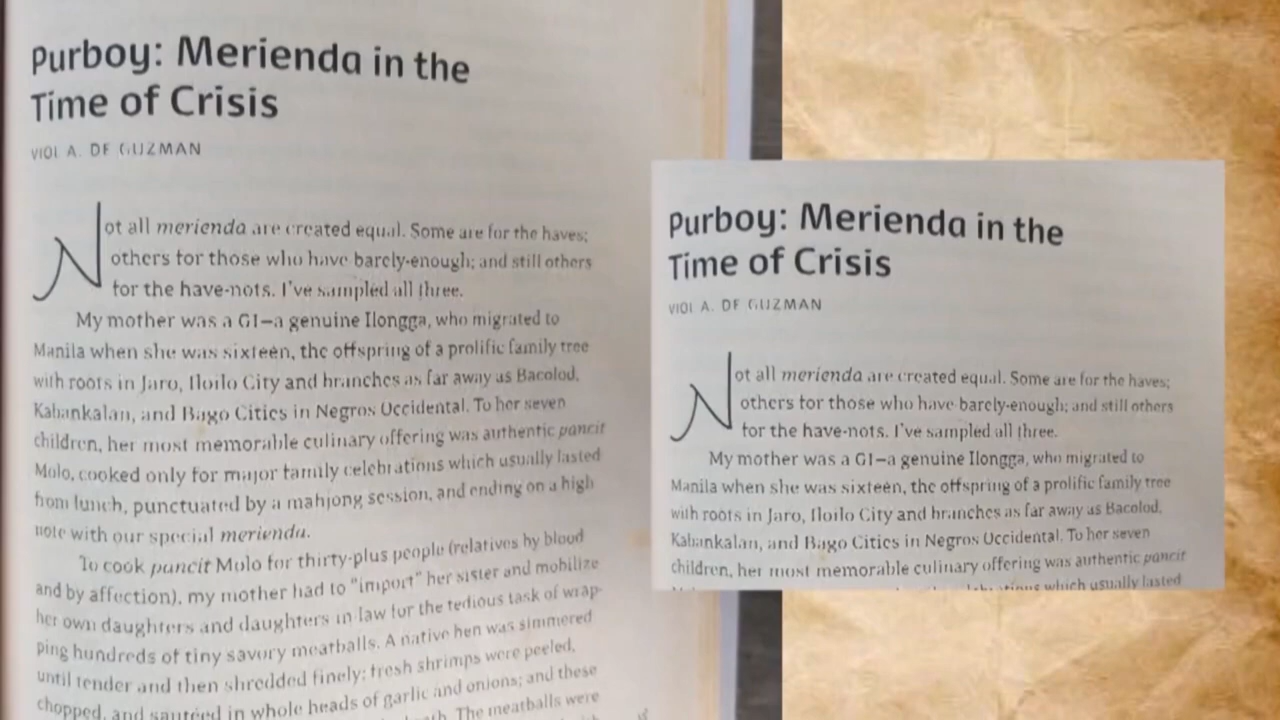 Purboy: Merienda in the
Time of Crisis
VIOL A. DE GUZMAN
Not all merienda are created equal. Some are for the haves;
others for those who have barely-enough; and still others
for the have-nots. I've sampled all three.
My mother was a GI—a genuine Ilongga, who migrated to
Manila when she was sixteen, the offspring of a prolific family tree
with roots in Jaro, Iloilo City and branches as far away as Bacolod,
Kabankalan, and Bago Cities in Negros Occidental. To her seven
children, her most memorable culinary offering was authentic pancit
Molo, cooked only for major family celebrations which usually lasted
from lunch, punctuated by a mahjong session, and ending on a high
note with our special merienda.
To cook pancit Molo for thirty-plus people (relatives by blood
and by affection), my mother had to "import" her sister and mobilize
her own daughters and daughters in law for the tedious task of wrap-
ping hundreds of tiny savory meatballs. A native hen was simmered
until tender and then shredded finely; fresh shrimps were peeled,
chopped, and sautéed in whole heads of garlic and onions; and these
The meatballs were
Purboy: Merienda in the
Time of Crisis
VIOL A. DE GUZMAN
Not all merienda are created equal. Some are for the haves;
others for those who have barely-enough; and still others
for the have-nots. I've sampled all three.
My mother was a GI—a genuine Ilongga, who migrated to
Manila when she was sixteen, the offspring of a prolific family tree
with roots in Jaro, Iloilo City and branches as far away as Bacolod,
Kabankalan, and Bago Cities in Negros Occidental. To her seven
children, her most memorable culinary offering was authentic pancit
which usually lasted